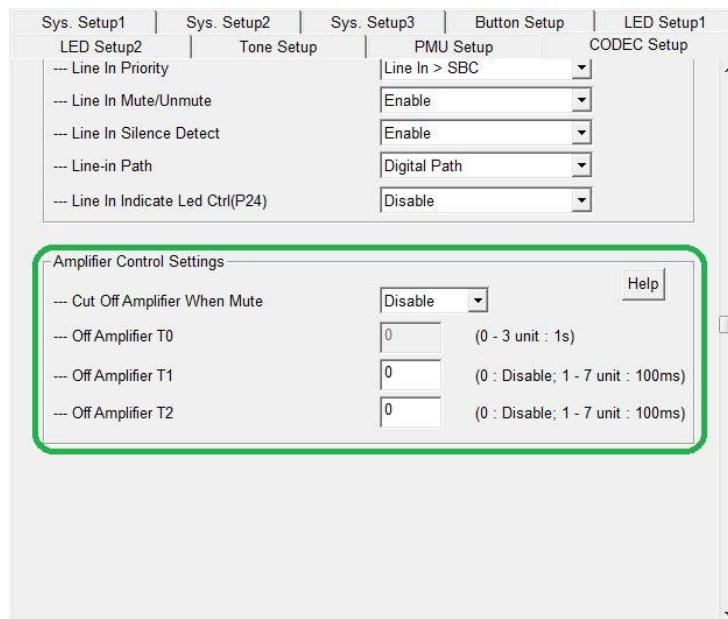 Sys. Setup1 Sys. Setup2 Sys. Setup3 Button Setup LED Setup1
LED Setup2 Tone Setup PMU Setup CODEC Setup
--- Line In Priority Line In > SBC
--- Line In Mute/Unmute Enable
--- Line In Silence Detect Enable
--- Line-in Path Digital Path
--- Line In Indicate Led Ctrl(P24) Disable
Amplifier Control Settings
Help
--- Cut Off Amplifier When Mute Disable
--- Off Amplifier T0 0 (0 - 3 unit : 1s)
--- Off Amplifier T1 0 (0 : Disable; 1 - 7 unit : 100ms)
--- Off Amplifier T2 0 (0 : Disable; 1 - 7 unit : 100ms)